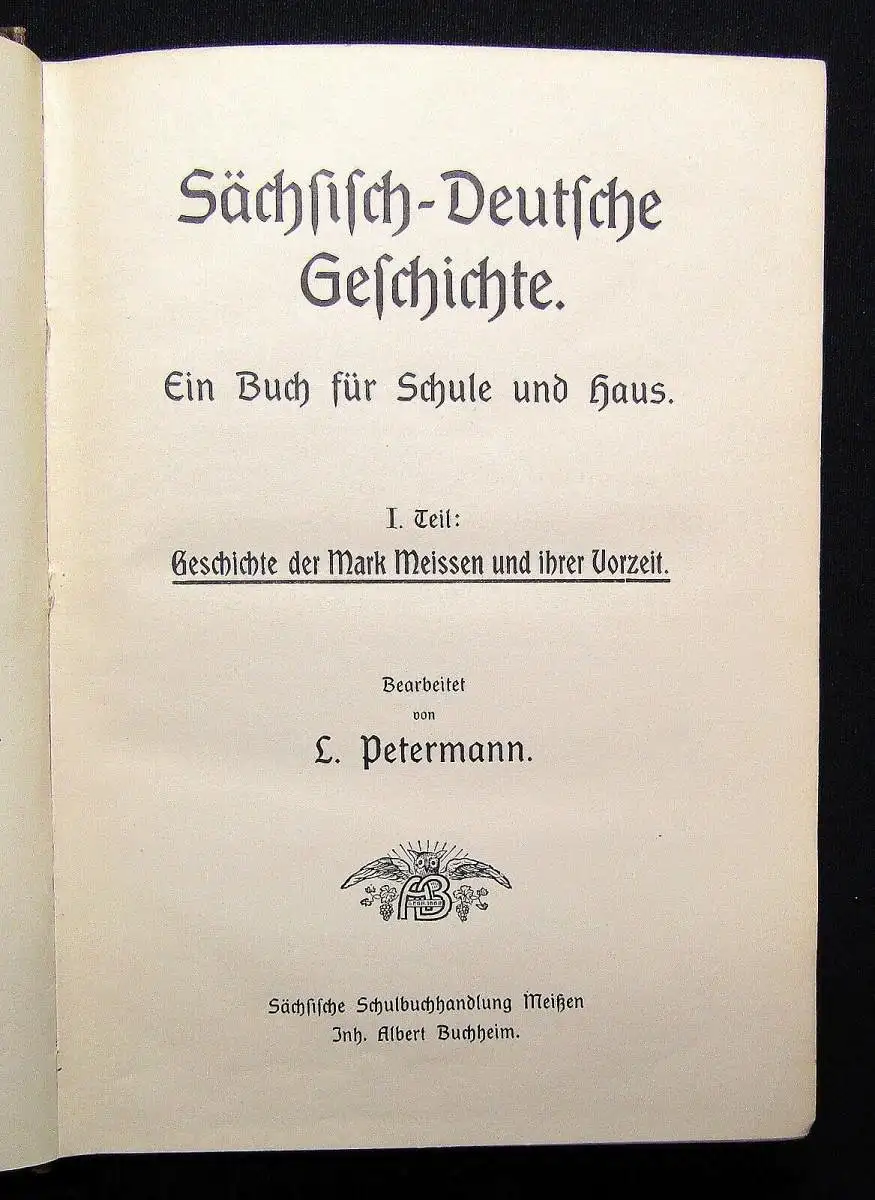 Sächſiſch-Deutſche
Geſchichte.
Ein Buch für Schule und Haus.
I. Teil:
Geschichte der Mark Meissen und ihrer Vorzeit.
Bearbeitet
von
L. Petermann.
AB
Sächſiſche Schulbuchhandlung Meißen
Inh. Albert Buchheim.